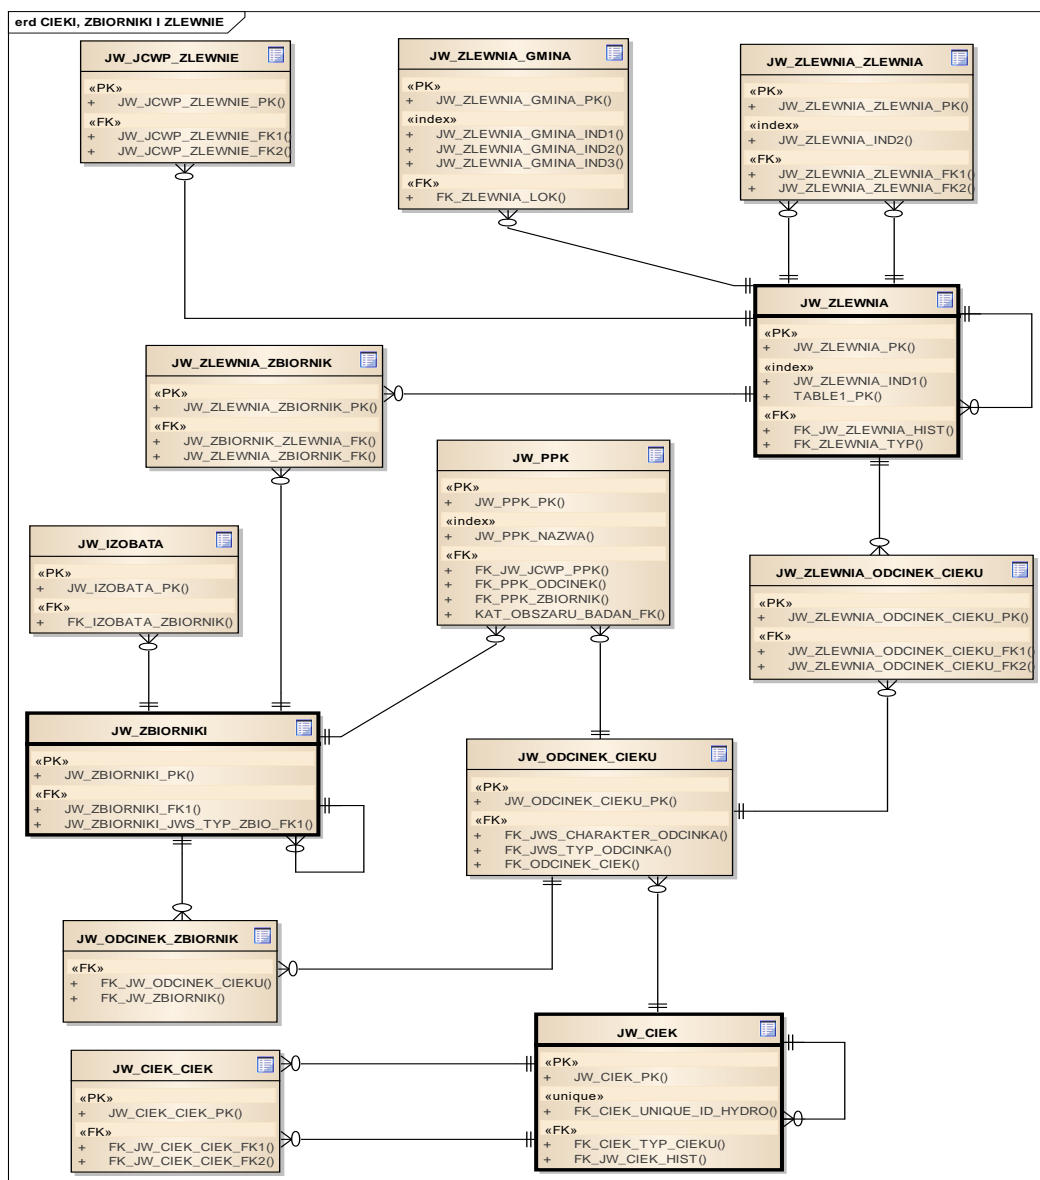 erd CIEKI, ZBIORNIKI I ZLEWNIE
JW_JCWP_ZLEWNIE
«PK»
+ JW_JCWP_ZLEWNIE_PK()
«FK»
+ JW_JCWP_ZLEWNIE_FK1()
+ JW_JCWP_ZLEWNIE_FK2()
JW_ZLEWNIA_GMINA
«PK»
+ JW_ZLEWNIA_GMINA_PK()
«index»
+ JW_ZLEWNIA_GMINA_IND1()
+ JW_ZLEWNIA_GMINA_IND2()
+ JW_ZLEWNIA_GMINA_IND3()
«FK»
+ FK_ZLEWNIA_LOK()
JW_ZLEWNIA_ZLEWNIA
«PK»
+ JW_ZLEWNIA_ZLEWNIA_PK()
«index»
+ JW_ZLEWNIA_IND2()
«FK»
+ JW_ZLEWNIA_ZLEWNIA_FK1()
+ JW_ZLEWNIA_ZLEWNIA_FK2()
JW_ZLEWNIA
«PK»
+ JW_ZLEWNIA_PK()
«index»
+ JW_ZLEWNIA_IND1()
+ TABLE1_PK()
«FK»
+ FK_JW_ZLEWNIA_HIST()
+ FK_ZLEWNIA_TYP()
JW_ZLEWNIA_ZBIORNIK
«PK»
+ JW_ZLEWNIA_ZBIORNIK_PK()
«FK»
+ JW_ZBIORNIK_ZLEWNIA_FK()
+ JW_ZLEWNIA_ZBIORNIK_FK()
JW_PPK
«PK»
+ JW_PPK_PK()
«index»
+ JW_PPK_NAZWA()
«FK»
+ FK_JW_JCWP_PPK()
+ FK_PPK_ODCINEK()
+ FK_PPK_ZBIORNIK()
+ KAT_OBSZARU_BADAN_FK()
JW_IZOBATA
«PK»
+ JW_IZOBATA_PK()
«FK»
+ FK_IZOBATA_ZBIORNIK()
JW_ZLEWNIA_ODCINEK_CIEKU
«PK»
+ JW_ZLEWNIA_ODCINEK_CIEKU_PK()
«FK»
+ JW_ZLEWNIA_ODCINEK_CIEKU_FK1()
+ JW_ZLEWNIA_ODCINEK_CIEKU_FK2()
JW_ZBIORNIKI
«PK»
+ JW_ZBIORNIKI_PK()
«FK»
+ JW_ZBIORNIKI_FK1()
+ JW_ZBIORNIKI_JWS_TYP_ZBIO_FK1()
JW_ODCINEK_CIEKU
«PK»
+ JW_ODCINEK_CIEKU_PK()
«FK»
+ FK_JWS_CHARAKTER_ODCINKA()
+ FK_JWS_TYP_ODCINKA()
+ FK_ODCINEK_CIEK()
JW_ODCINEK_ZBIORNIK
«FK»
+ FK_JW_ODCINEK_CIEKU()
+ FK_JW_ZBIORNIK()
JW_CIEK
«PK»
+ JW_CIEK_PK()
«unique»
+ FK_CIEK_UNIQUE_ID_HYDRO()
«FK»
+ FK_CIEK_TYP_CIEKU()
+ FK_JW_CIEK_HIST()
JW_CIEK_CIEK
«PK»
+ JW_CIEK_CIEK_PK()
«FK»
+ FK_JW_CIEK_CIEK_FK1()
+ FK_JW_CIEK_CIEK_FK2()